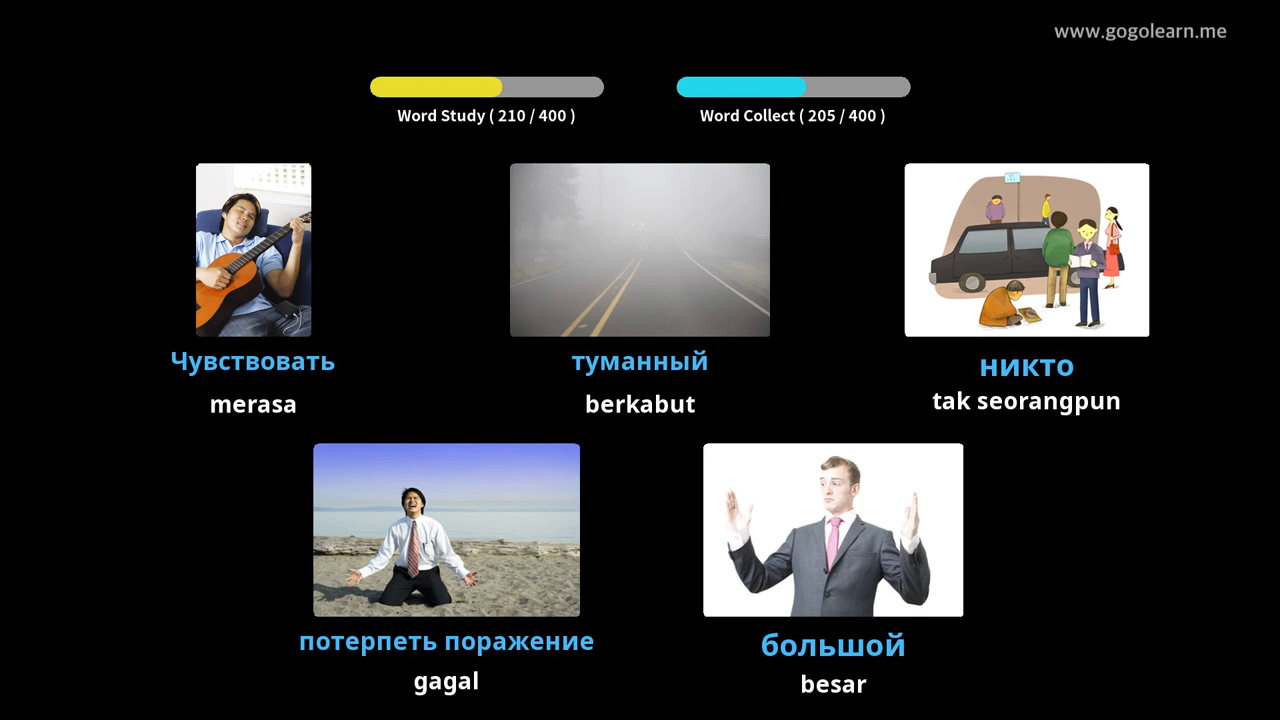 www.gogolearn.me
Word Study ( 210 / 400 )
Word Collect ( 205 / 400 )
Чувствовать
merasa
туманный
berkabut
никто
tak seorangpun
потерпеть поражение
gagal
большой
besar